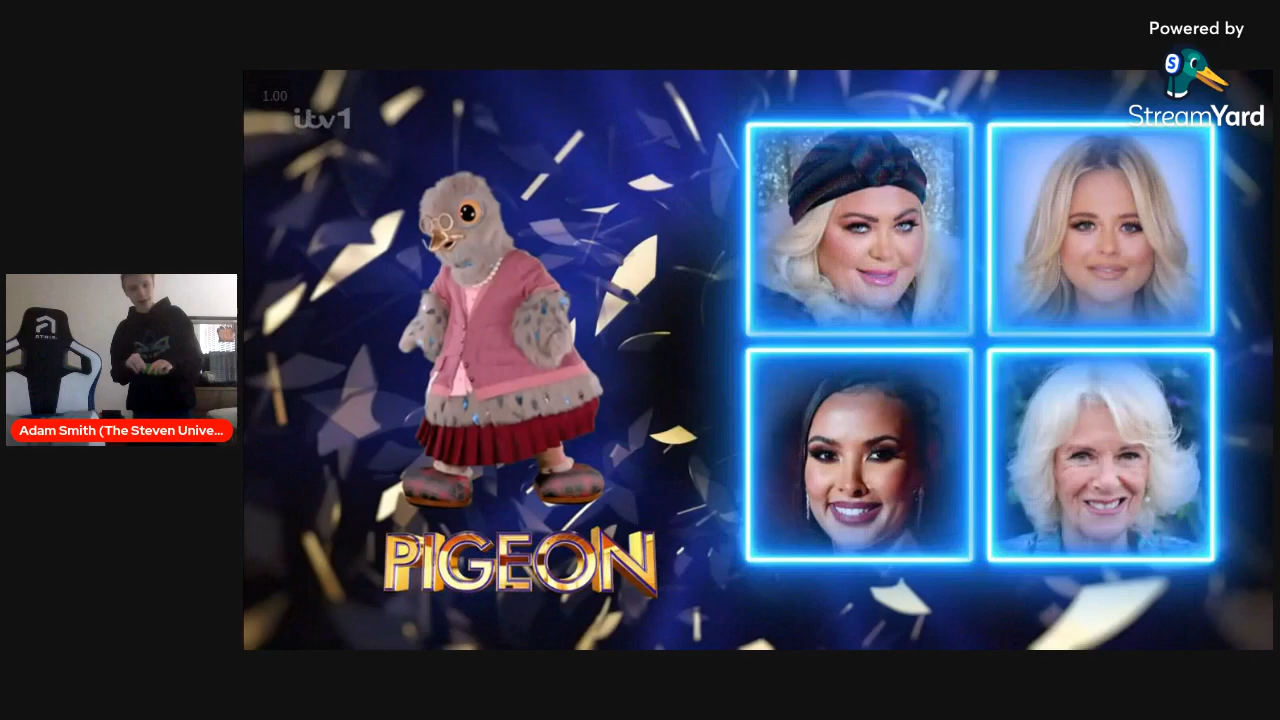 Powered by
StreamYard
1.00
itv1
Adam Smith (The Steven Unive...
PIGEON